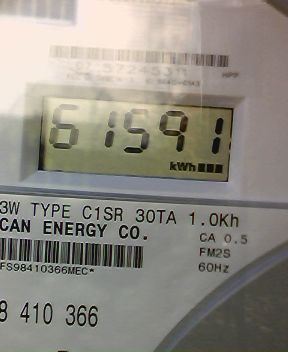 61591
kWh
3W TYPE C1SR 30TA 1.0Kh
CAN ENERGY CO.
CA 0.5
FM2S
FS98410366MEC*
60Hz
8 410 366